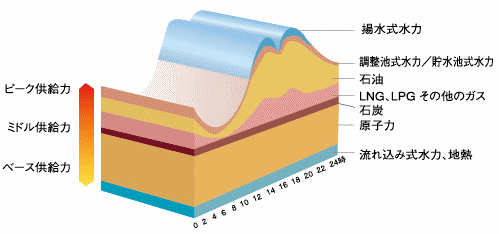 揚水式水力
調整池式水力／貯水池式水力
石油
LNG、LPG その他のガス
石炭
原子力
流れ込み式水力、地熱
ピーク供給力
ミドル供給力
ベース供給力
0 2 4 6 8 10 12 14 16 18 20 22 24時